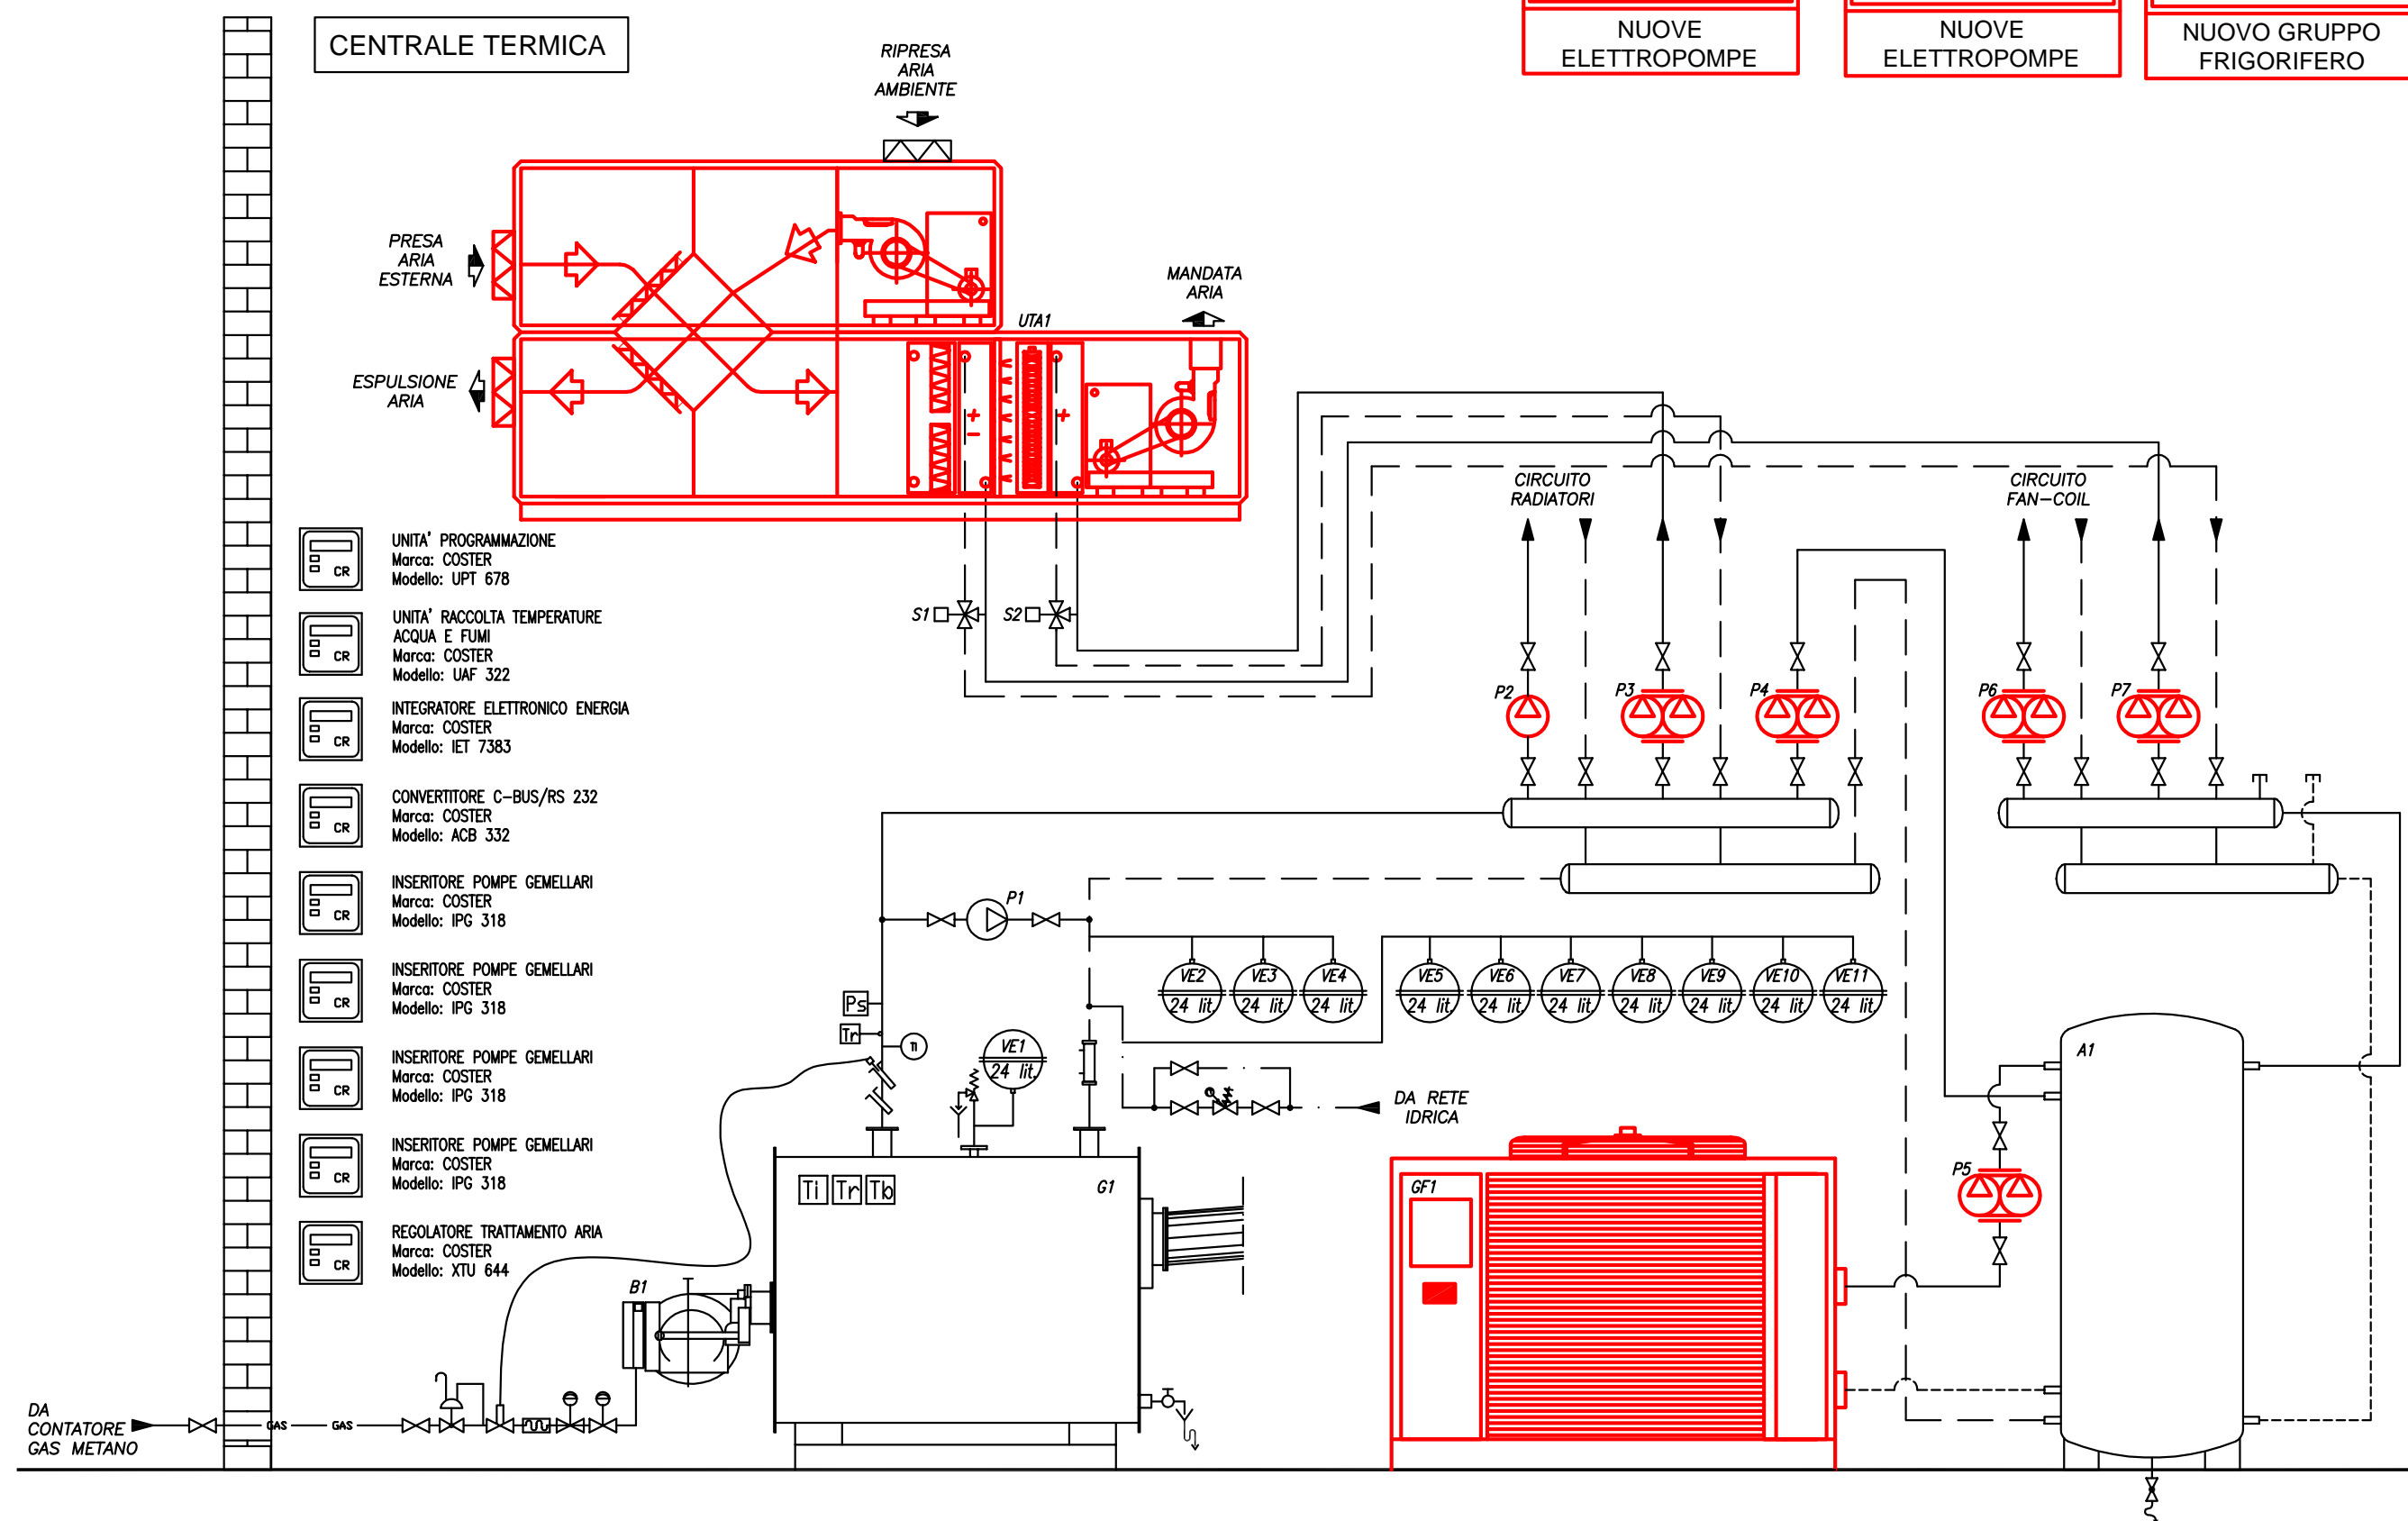 CENTRALE TERMICA
NUOVE
ELETTROPOMPE
NUOVE
ELETTROPOMPE
NUOVO GRUPPO
FRIGORIFERO
RIPRESA
ARIA
AMBIENTE
PRESA
ARIA
ESTERNA
MANDATA
ARIA
UTA1
ESPULSIONE
ARIA
+
-
+
CIRCUITO
RADIATORI
CIRCUITO
FAN-COIL
UNITA' PROGRAMMAZIONE
Marca: COSTER
Modello: UPT 678
CR
UNITA' RACCOLTA TEMPERATURE
ACQUA E FUMI
Marca: COSTER
Modello: UAF 322
CR
S1
S2
INTEGRATORE ELETTRONICO ENERGIA
Marca: COSTER
Modello: IET 7383
CR
P2
P3
P4
P6
P7
CONVERTITORE C-BUS/RS 232
Marca: COSTER
Modello: ACB 332
CR
INSERITORE POMPE GEMELLARI
Marca: COSTER
Modello: IPG 318
CR
P1
INSERITORE POMPE GEMELLARI
Marca: COSTER
Modello: IPG 318
CR
VE2
24 lit.
VE3
24 lit.
VE4
24 lit.
VE5
24 lit.
VE6
24 lit.
VE7
24 lit.
VE8
24 lit.
VE9
24 lit.
VE10
24 lit.
VE11
24 lit.
Ps
Tr
TI
VE1
24 lit.
INSERITORE POMPE GEMELLARI
Marca: COSTER
Modello: IPG 318
CR
A1
DA RETE
IDRICA
INSERITORE POMPE GEMELLARI
Marca: COSTER
Modello: IPG 318
CR
Ti Tr Tb
G1
GF1
P5
REGOLATORE TRATTAMENTO ARIA
Marca: COSTER
Modello: XTU 644
CR
B1
DA
CONTATORE
GAS METANO
GAS
GAS